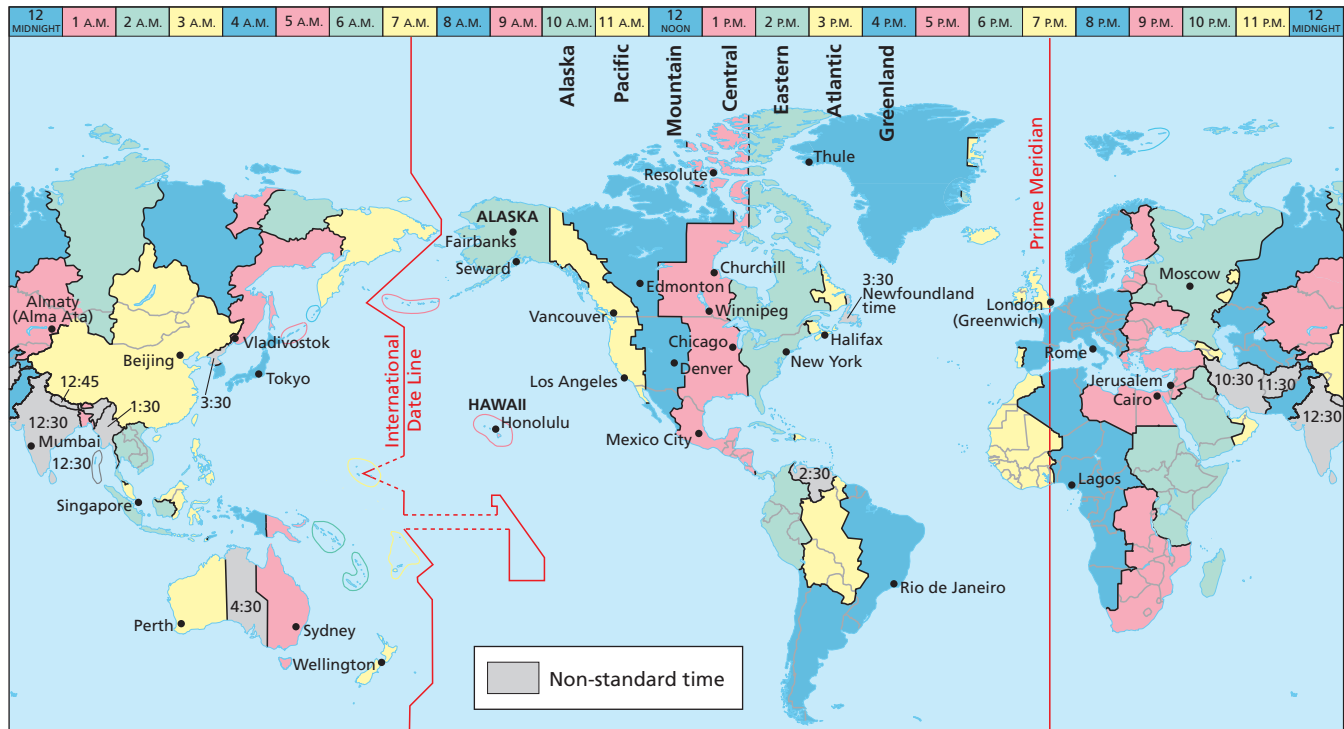 12 MIDNIGHT
1 A.M.
2 A.M.
3 A.M.
4 A.M.
5 A.M.
6 A.M.
7 A.M.
8 A.M.
9 A.M.
10 A.M.
11 A.M.
12 NOON
1 P.M.
2 P.M.
3 P.M.
4 P.M.
5 P.M.
6 P.M.
7 P.M.
8 P.M.
9 P.M.
10 P.M.
11 P.M.
12 MIDNIGHT
Alaska
Pacific
Mountain
Central
Eastern
Atlantic
Greenland
Prime Meridian
International
Date Line
Thule
Resolute
ALASKA
Fairbanks
Seward
Churchill
Edmonton
3:30
Newfoundland
time
Vancouver
Winnipeg
Halifax
Chicago
New York
Denver
Los Angeles
HAWAII
Honolulu
Mexico City
2:30
Rio de Janeiro
Almaty
(Alma Ata)
Beijing
Vladivostok
Tokyo
3:30
12:45
1:30
12:30
Mumbai
12:30
Singapore
Perth
4:30
Sydney
Wellington
Moscow
London
(Greenwich)
Rome
Jerusalem
Cairo
10:30
11:30
12:30
Lagos
Non-standard time